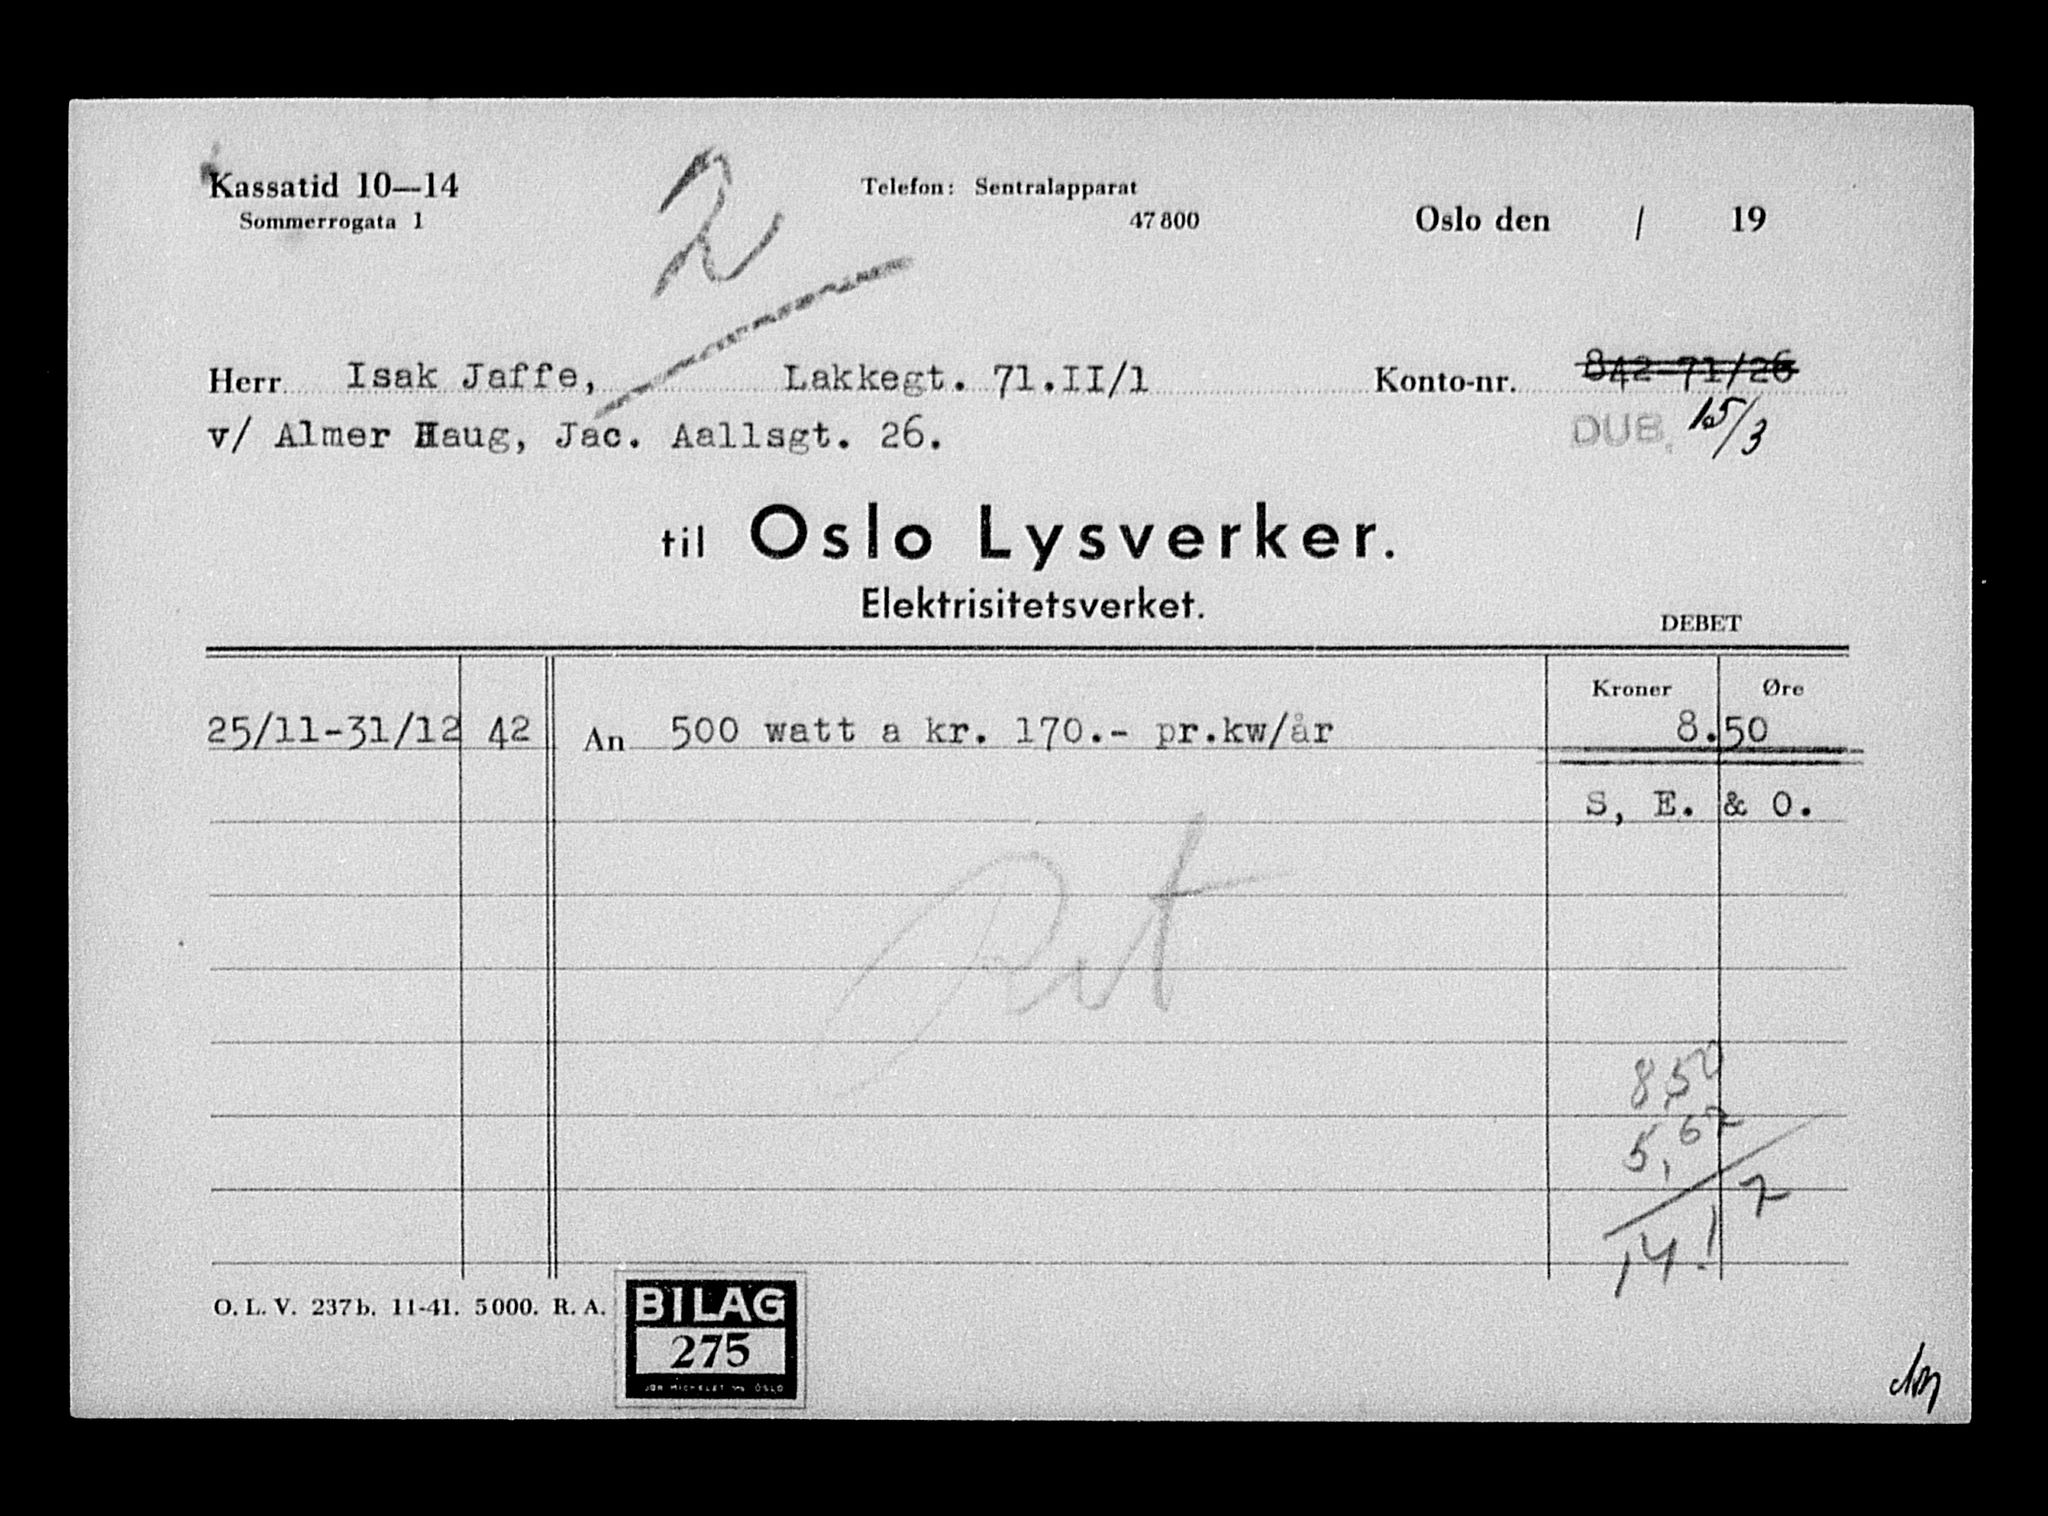 Kassatid 10—14
Sommerrogata 1
2
Telefon: Sentralapparat
47800
Oslo den / 19
Herr Isak Jaffe, Lakkegt. 71.II/1
Konto-nr. 842 71/26
v/ Almer Haug, Jac. Aallsgt. 26.
DUB. 15/3
til Oslo Lysverker.
Elektrisitetsverket.
DEBET
Kroner Øre
25/11-31/12 42 An 500 watt a kr. 170.- pr.kw/år 8.50
S, E. & O.
8,50
5,62
14.12
O. L. V. 237b. 11-41. 5000. R. A.
BILAG
275